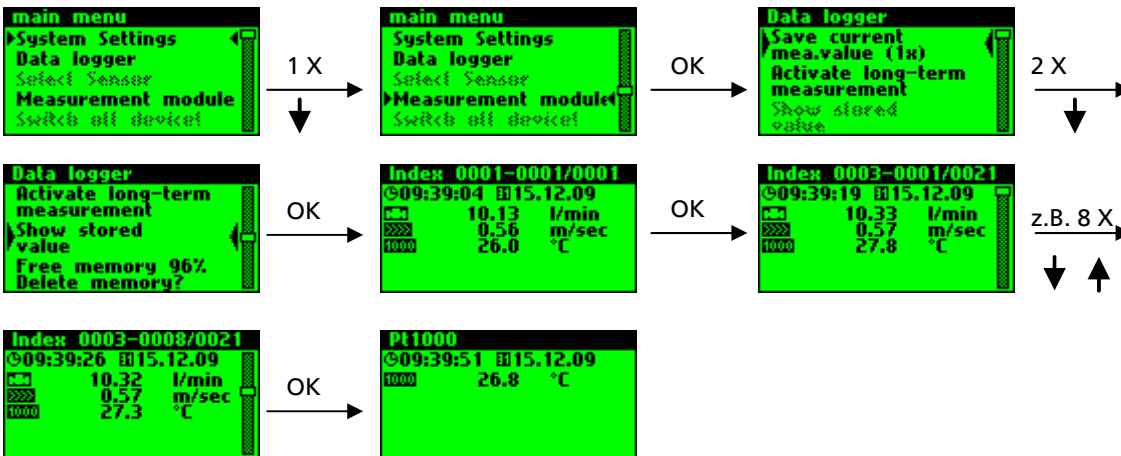 main menu
System Settings
Data logger
Select Sensor
Measurement module
Switch off device!
1 X
main menu
System Settings
Data logger
Select Sensor
Measurement module
Switch off device!
OK
Data logger
Save current
mea.value (1x)
Activate long-term
measurement
Show stored
value
2 X
Data logger
Activate long-term
measurement
Show stored
value
Free memory 96%
Delete memory?
OK
Index 0001-0001/0001
09:39:04 31 15.12.09
10.13 l/min
0.56 m/sec
1000 26.0 °C
OK
Index 0003-0001/0021
09:39:19 31 15.12.09
10.33 l/min
0.57 m/sec
1000 27.8 °C
z.B. 8 X
Index 0003-0008/0021
09:39:26 31 15.12.09
10.32 l/min
0.57 m/sec
1000 27.3 °C
OK
Pt1000
09:39:51 31 15.12.09
1000 26.8 °C